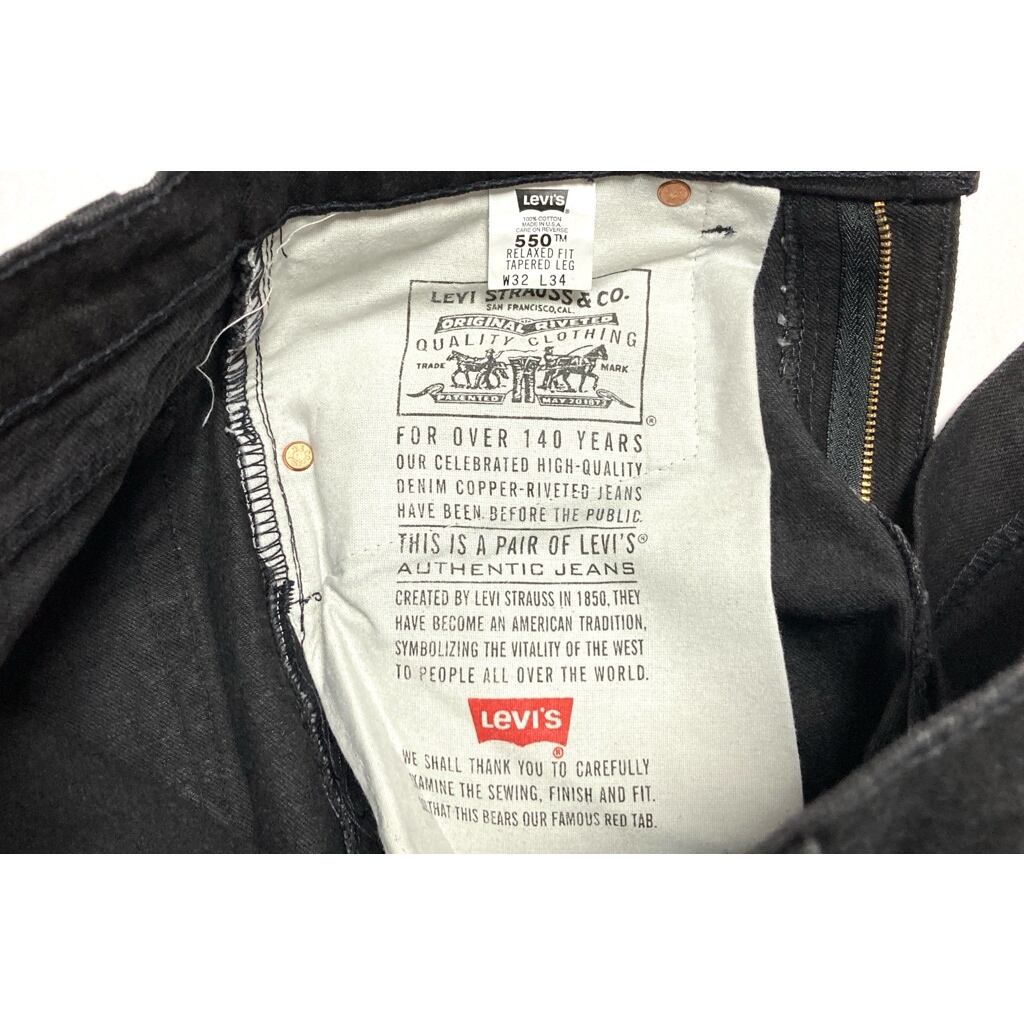 Levi's
100% COTTON
MADE IN U.S.A.
CARE ON REVERSE
550™
RELAXED FIT
TAPERED LEG
W32 L34
LEVI STRAUSS & CO.
SAN FRANCISCO, CAL.
ORIGINAL RIVETED
QUALITY CLOTHING
TRADE MARK
PATENTED MAY 20 187
®
FOR OVER 140 YEARS
OUR CELEBRATED HIGH-QUALITY
DENIM COPPER-RIVETED JEANS
HAVE BEEN BEFORE THE PUBLIC.
THIS IS A PAIR OF LEVI'S®
AUTHENTIC JEANS
CREATED BY LEVI STRAUSS IN 1850, THEY
HAVE BECOME AN AMERICAN TRADITION,
SYMBOLIZING THE VITALITY OF THE WEST
TO PEOPLE ALL OVER THE WORLD.
Levi's
®
WE SHALL THANK YOU TO CAREFULLY
EXAMINE THE SEWING, FINISH AND FIT.
THAT THIS BEARS OUR FAMOUS RED TAB.